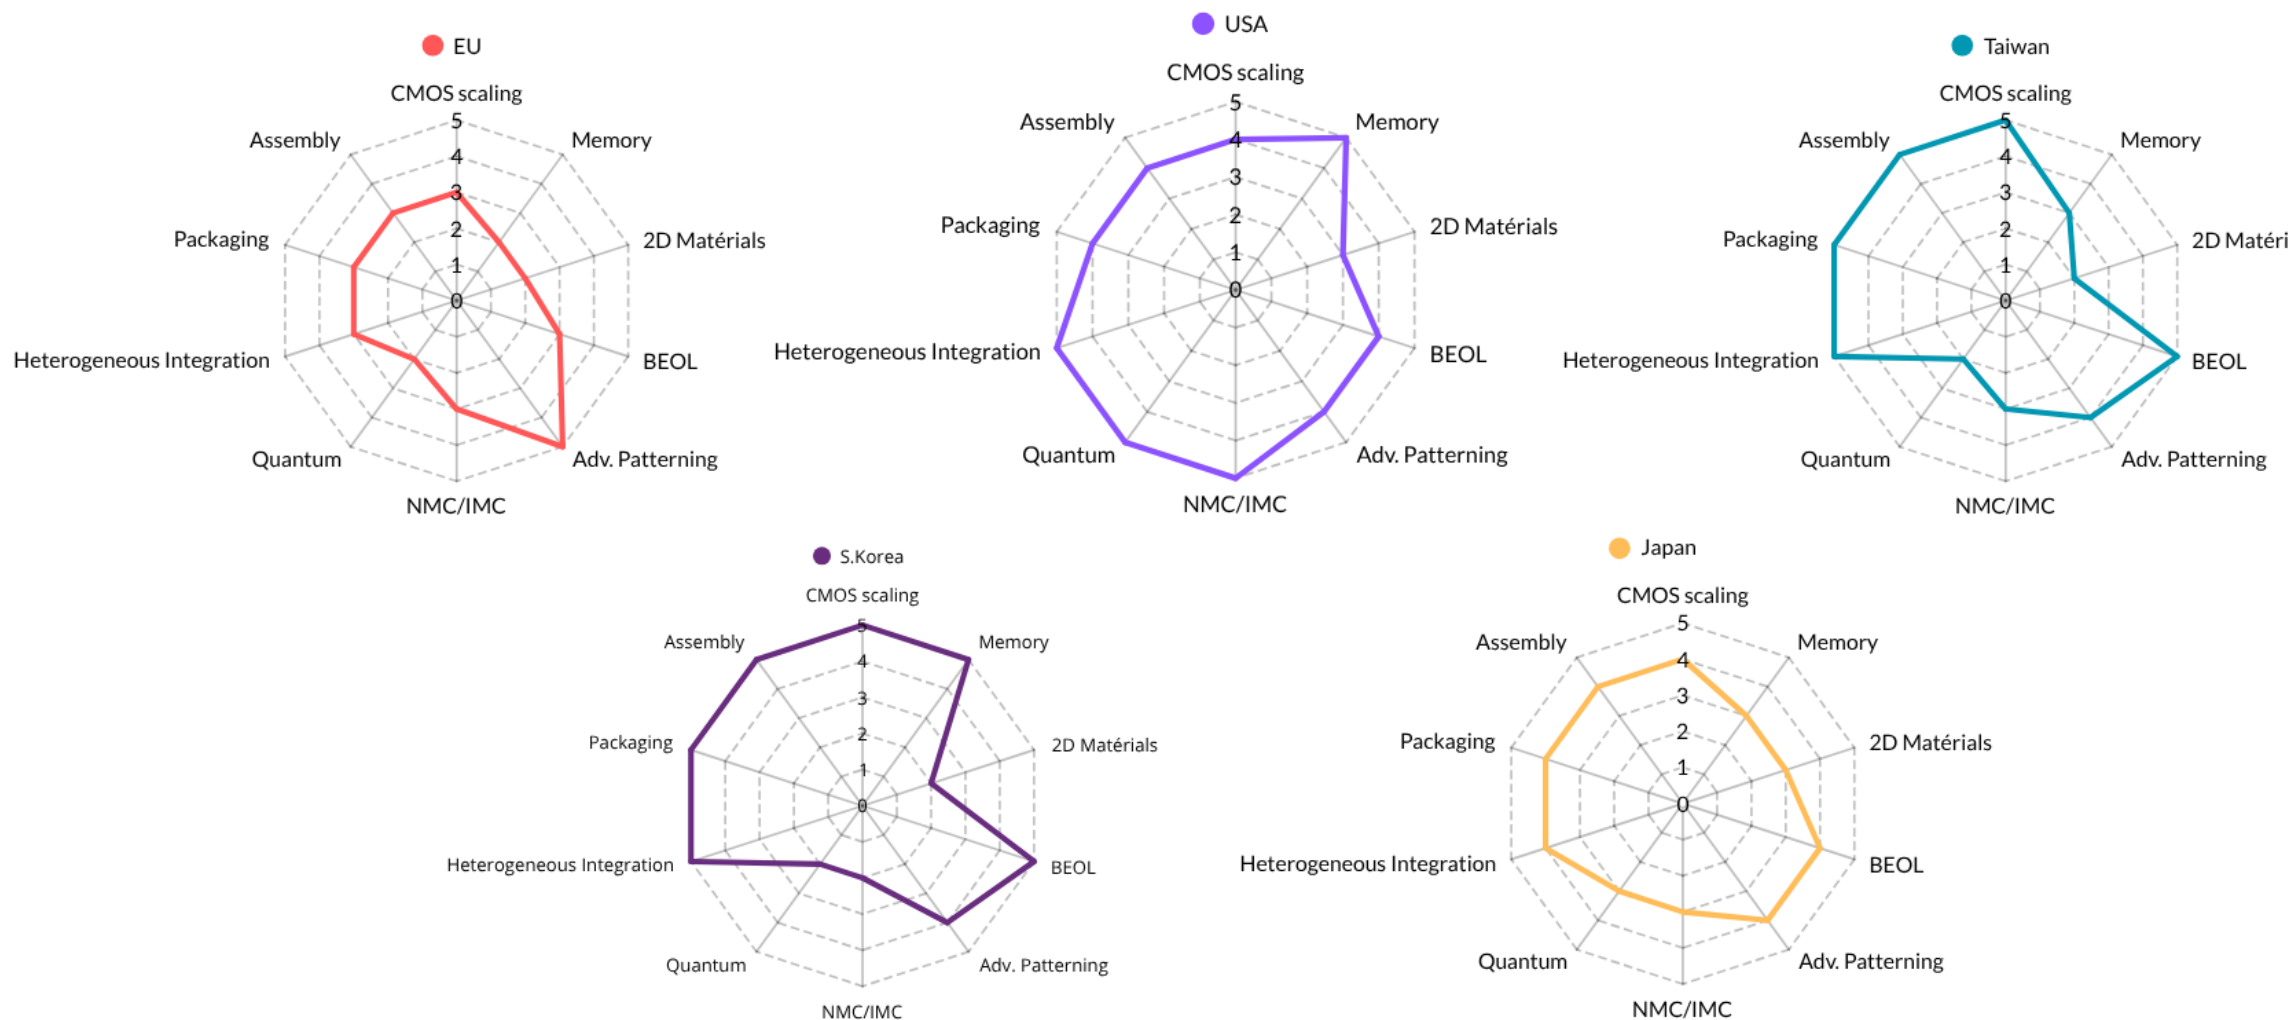 EU
CMOS scaling
Assembly
Memory
Packaging
2D Matérials
Heterogeneous Integration
BEOL
Quantum
Adv. Patterning
NMC/IMC
5
4
3
2
1
0
USA
CMOS scaling
Assembly
Memory
Packaging
2D Matérials
Heterogeneous Integration
BEOL
Quantum
Adv. Patterning
NMC/IMC
5
4
3
2
1
0
Taiwan
CMOS scaling
Assembly
Memory
Packaging
2D Matéri
Heterogeneous Integration
BEOL
Quantum
Adv. Patterning
NMC/IMC
5
4
3
2
1
0
S.Korea
CMOS scaling
Assembly
Memory
Packaging
2D Matérials
Heterogeneous Integration
BEOL
Quantum
Adv. Patterning
NMC/IMC
5
4
3
2
1
0
Japan
CMOS scaling
Assembly
Memory
Packaging
2D Matérials
Heterogeneous Integration
BEOL
Quantum
Adv. Patterning
NMC/IMC
5
4
3
2
1
0